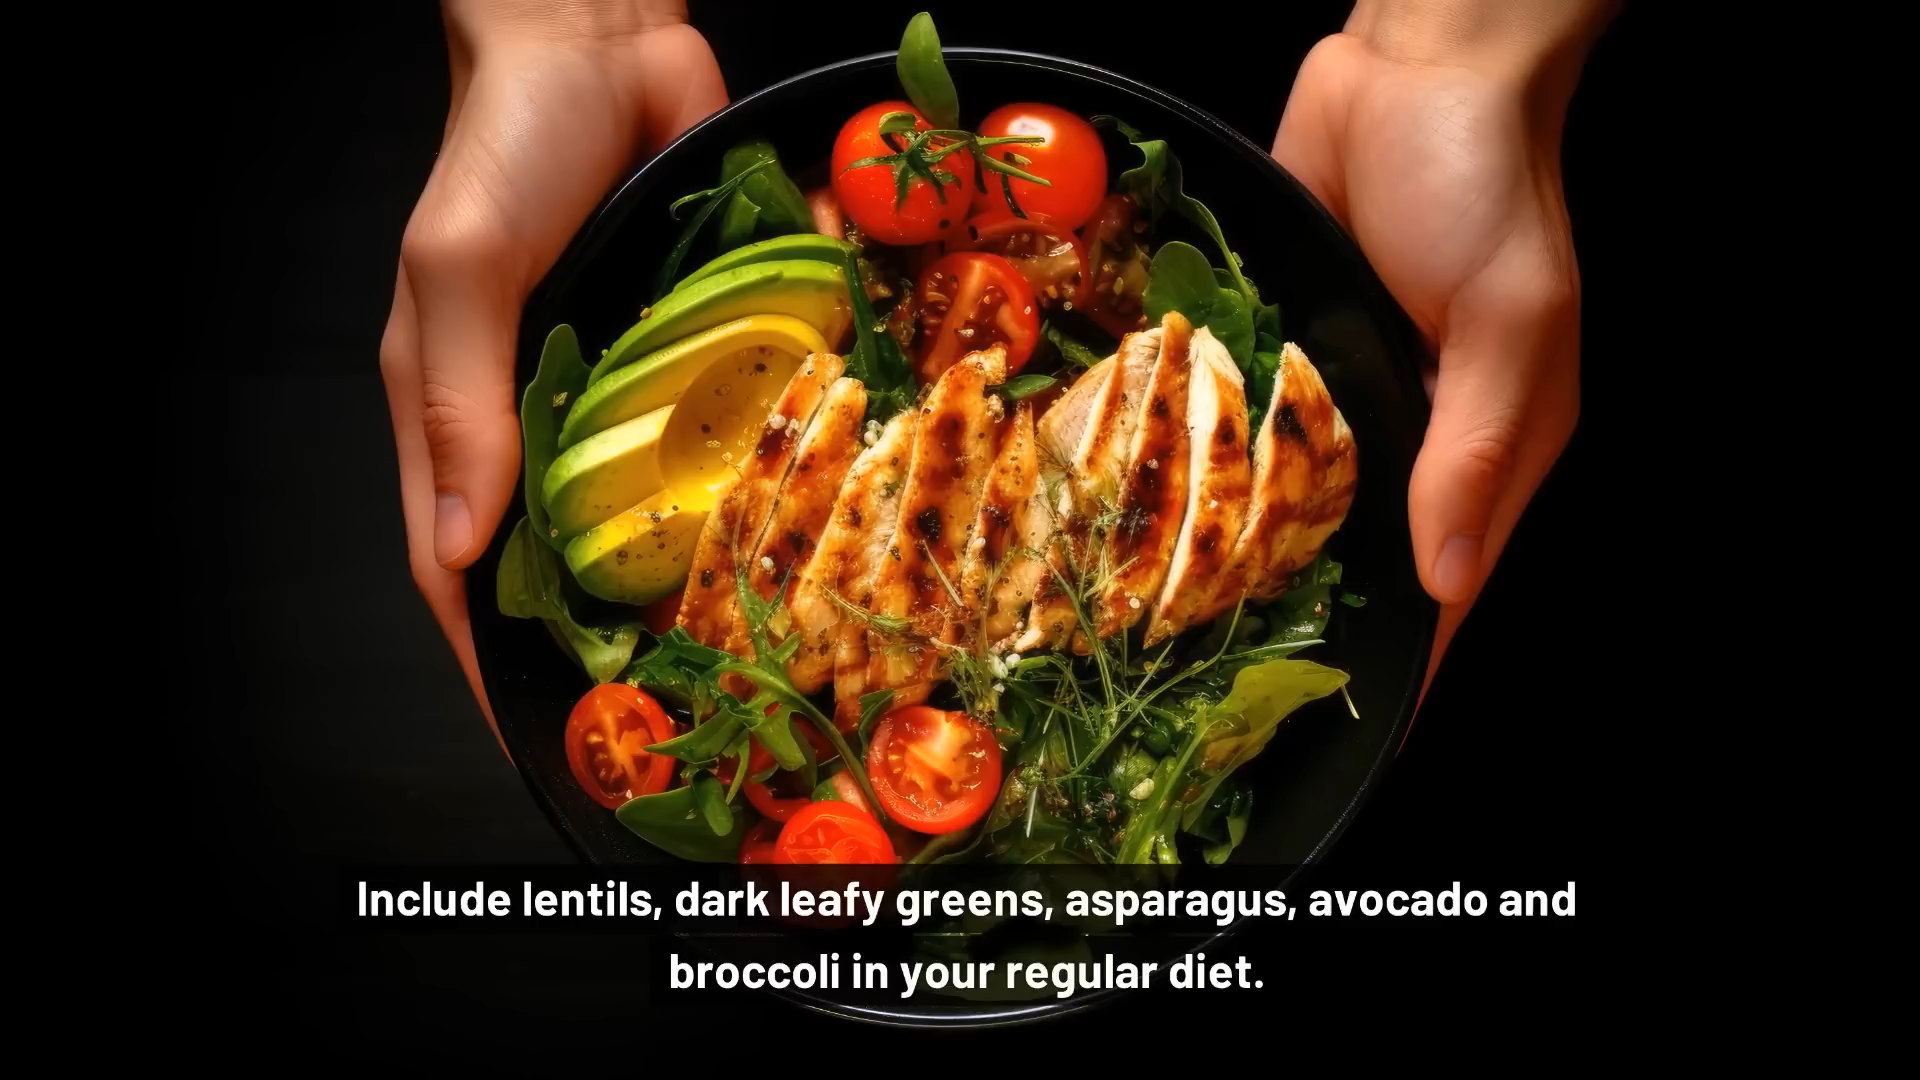 Include lentils, dark leafy greens, asparagus, avocado and
broccoli in your regular diet.